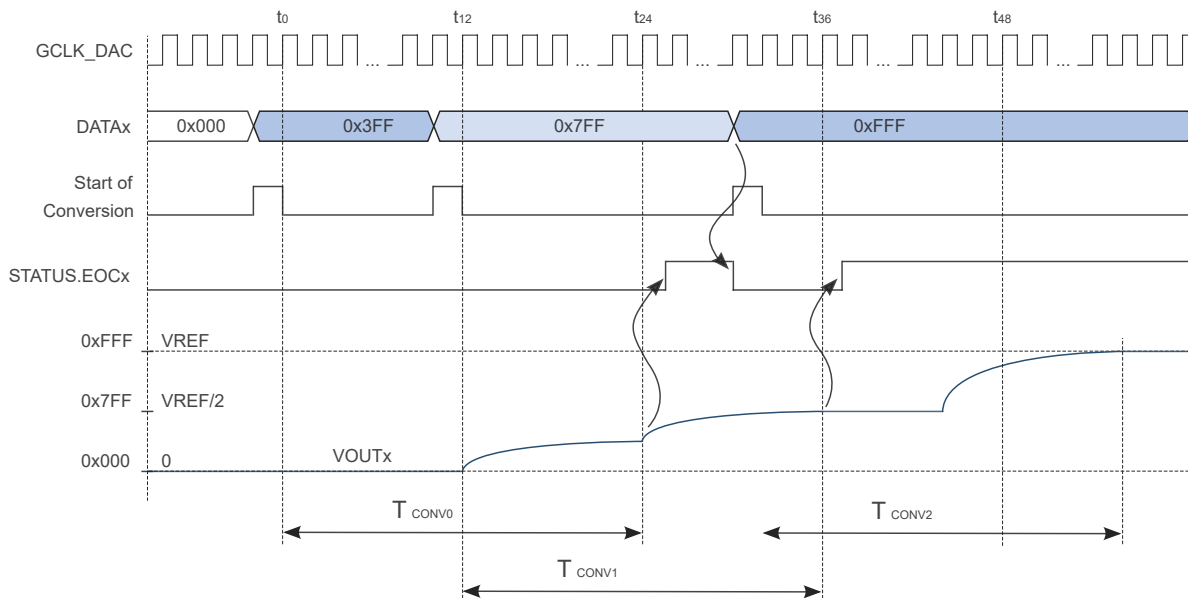 t0 t12 t24 t36 t48
GCLK_DAC ... ... ... ... ...
DATAx 0x000 0x3FF 0x7FF 0xFFF
Start of
Conversion
STATUS.EOCx
0xFFF VREF
0x7FF VREF/2
0x000 0 VOUTx
T CONV0 T CONV2
T CONV1